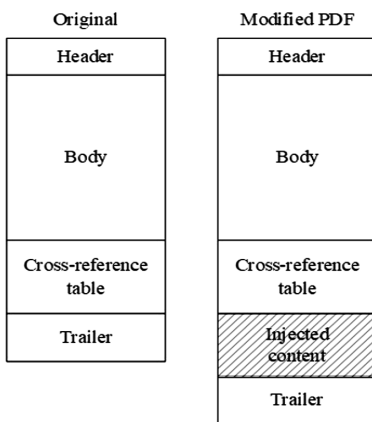 Original
Header
Body
Cross-reference
table
Trailer
Modified PDF
Header
Body
Cross-reference
table
Injected
content
Trailer